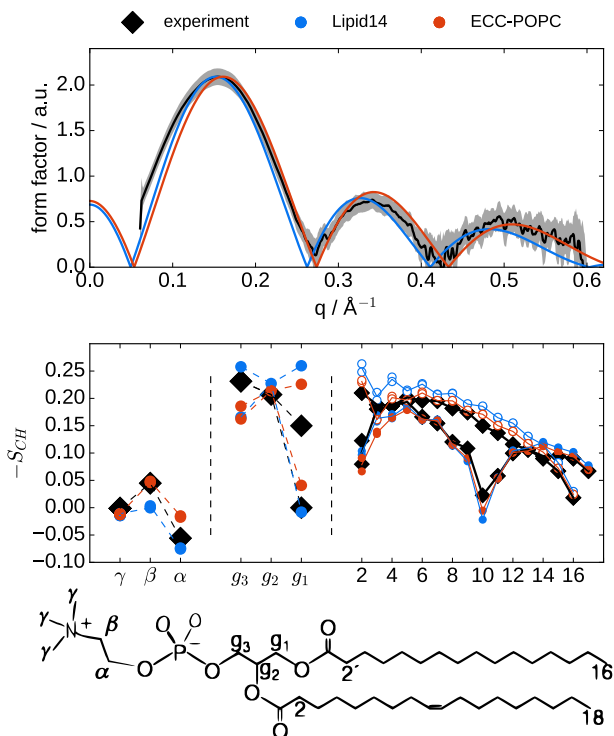 experiment Lipid14 ECC-POPC
form factor / a.u.
2.0
1.5
1.0
0.5
0.0
0.0 0.1 0.2 0.3 0.4 0.5 0.6
q / Å⁻¹
−S_CH
0.25
0.20
0.15
0.10
0.05
0.00
−0.05
−0.10
γ β α g₃ g₂ g₁ 2 4 6 8 10 12 14 16
γ γ N + β O O O
γ P − g₃ g₁
α O O g₂ O 2´ 16
O 2
O 18